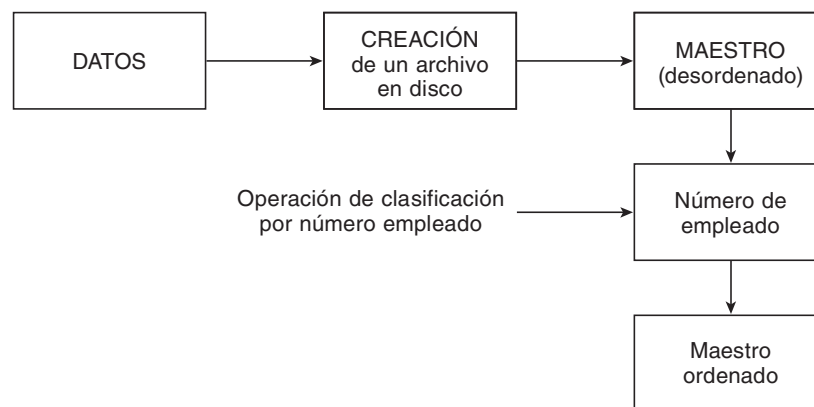 DATOS
CREACIÓN
de un archivo
en disco
MAESTRO
(desordenado)
Operación de clasificación
por número empleado
Número de
empleado
Maestro
ordenado